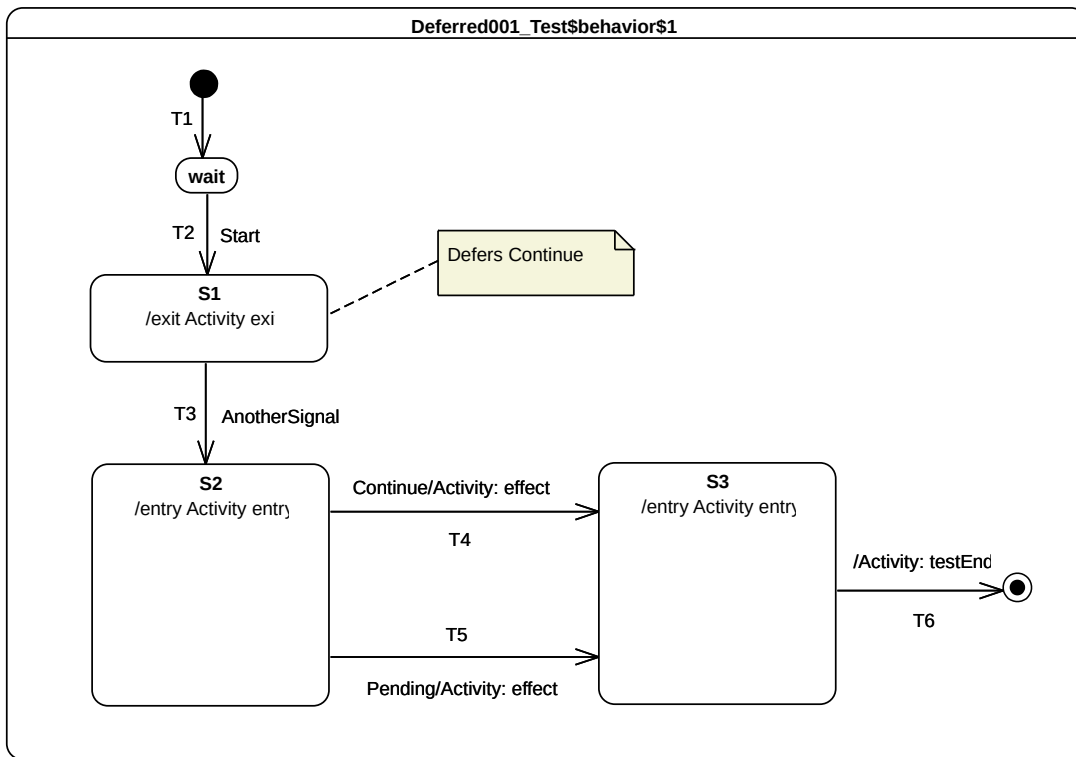 Deferred001_Test$behavior$1
T1
wait
T2 Start
Defers Continue
S1
/exit Activity exi
T3 AnotherSignal
S2
/entry Activity entry
Continue/Activity: effect
T4
S3
/entry Activity entry
/Activity: testEnd
T6
T5
Pending/Activity: effect